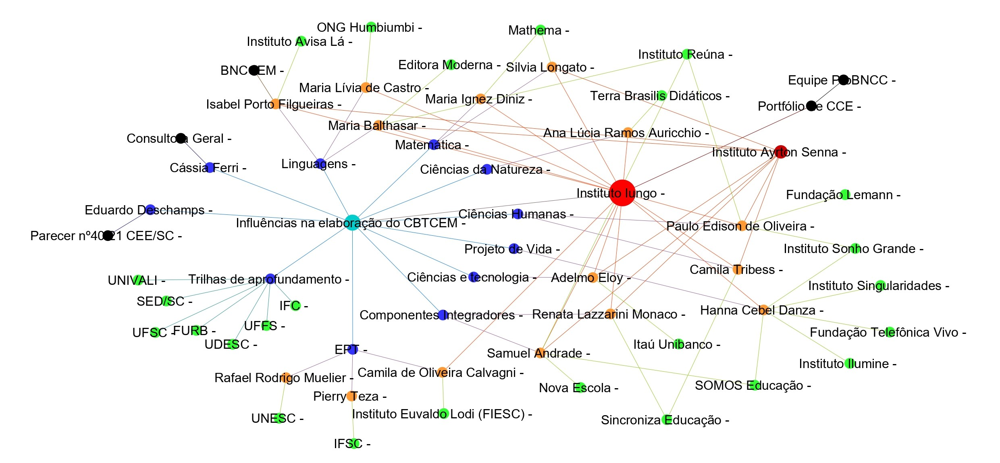 ONG Humbiumbi -
Mathema -
Instituto Avisa Lá -
Instituto Reúna -
Editora Moderna -
Silvia Longato -
BNC EM -
Equipe ProBNCC -
Maria Lívia de Castro -
Maria Ignez Diniz -
Terra Brasilis Didáticos -
Isabel Porto Filgueiras -
Portfólio de CCE -
Maria Balthasar -
Ana Lúcia Ramos Auricchio -
Consultoria Geral -
Matemática -
Instituto Ayrton Senna -
Linguagens -
Cássia Ferri -
Ciências da Natureza -
Instituto Iungo -
Fundação Lemann -
Eduardo Deschamps -
Ciências Humanas -
Influências na elaboração do CBTCEM -
Paulo Edison de Oliveira -
Parecer nº40/21 CEE/SC -
Projeto de Vida -
Instituto Sonho Grande -
Camila Tribess -
UNIVALI -
Trilhas de aprofundamento -
Ciências e tecnologia -
Adelmo Eloy -
Instituto Singularidades -
SED/SC -
IFC -
Hanna Cebel Danza -
Componentes Integradores -
Renata Lazzarini Monaco -
UFFS -
UFSC -
FURB -
Fundação Telefônica Vivo -
UDESC -
Itaú Unibanco -
EPT -
Samuel Andrade -
Instituto Ilumine -
Rafael Rodrigo Muelier -
Camila de Oliveira Calvagni -
Nova Escola -
SOMOS Educação -
Pierry Teza -
Instituto Euvaldo Lodi (FIESC) -
UNESC -
Sincroniza Educação -
IFSC -